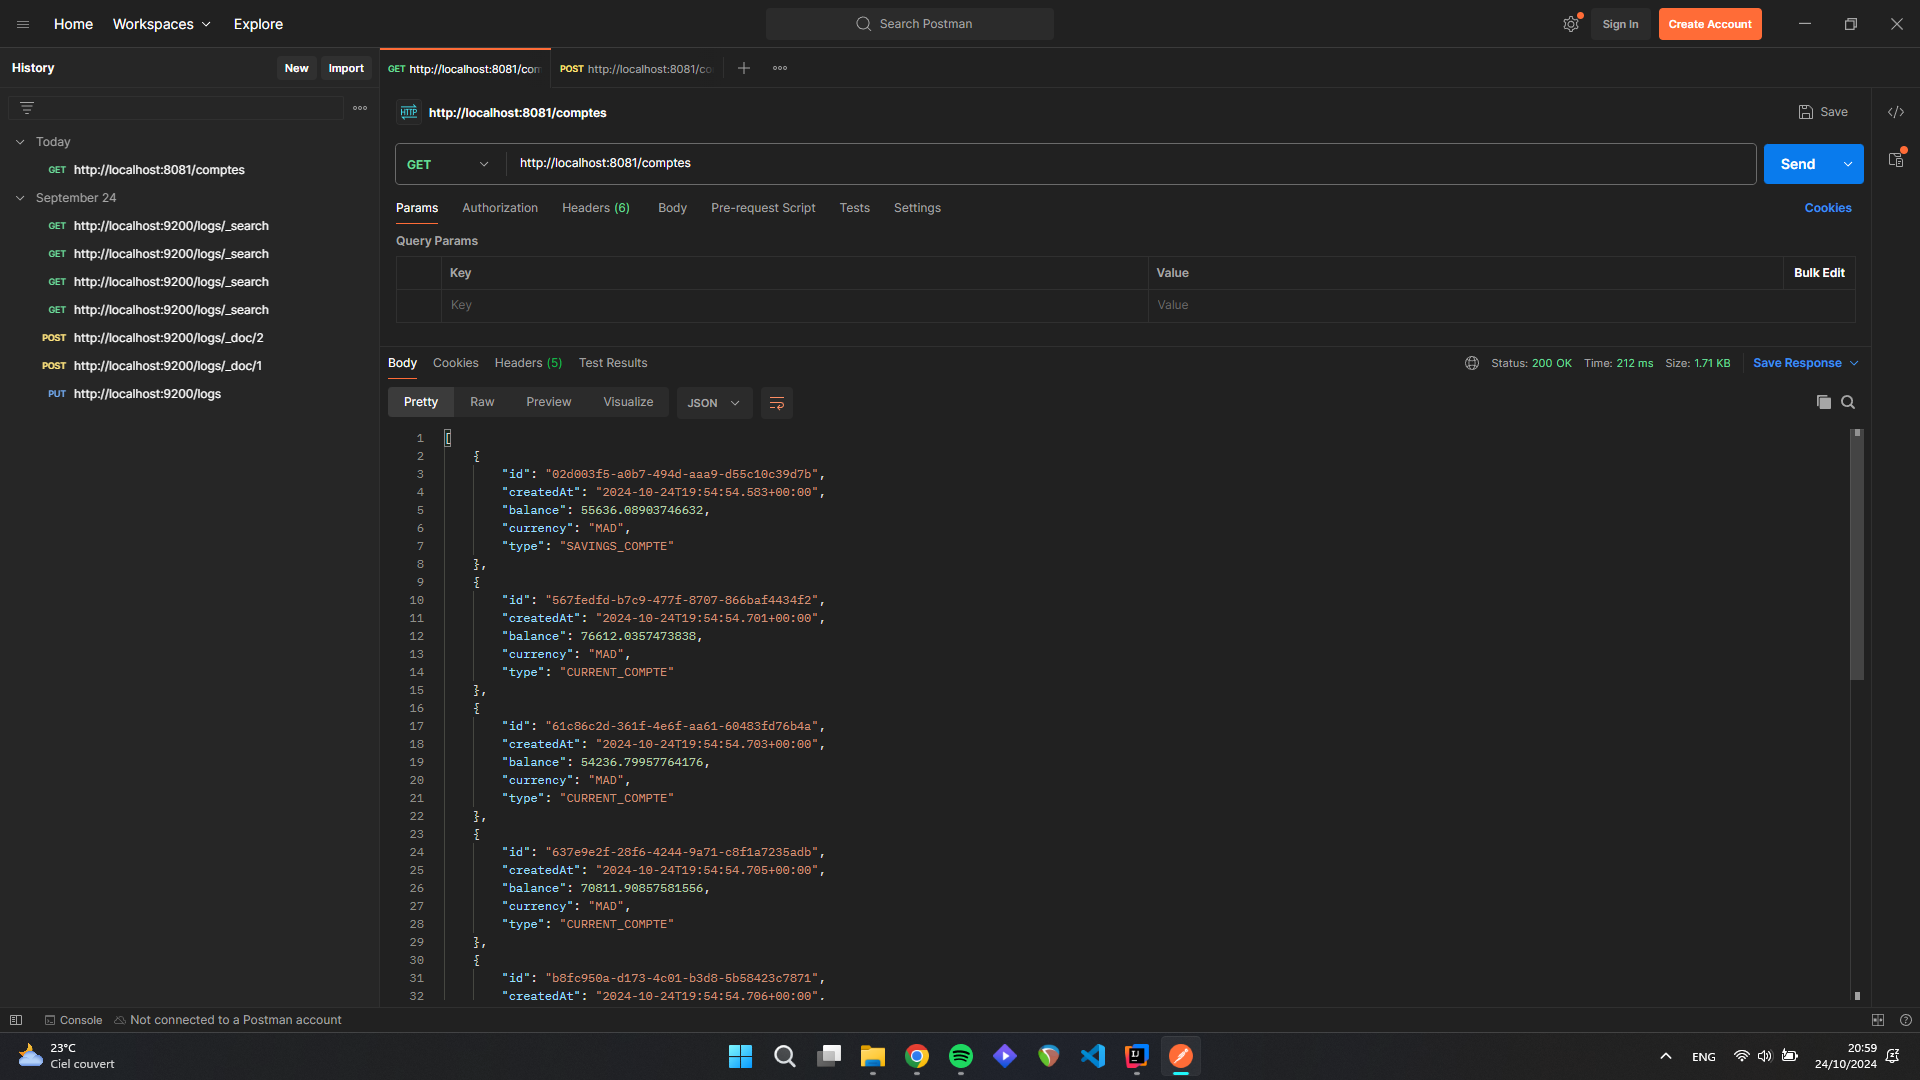 Home Workspaces Explore Search Postman Sign In Create Account
History New Import GET http://localhost:8081/com POST http://localhost:8081/co
HTTP http://localhost:8081/comptes Save
Today
GET http://localhost:8081/comptes
September 24
GET http://localhost:9200/logs/_search
GET http://localhost:9200/logs/_search
GET http://localhost:9200/logs/_search
GET http://localhost:9200/logs/_search
POST http://localhost:9200/logs/_doc/2
POST http://localhost:9200/logs/_doc/1
PUT http://localhost:9200/logs
GET http://localhost:8081/comptes Send
Params Authorization Headers (6) Body Pre-request Script Tests Settings Cookies
Query Params
Key Value Bulk Edit
Key Value
Body Cookies Headers (5) Test Results Status: 200 OK Time: 212 ms Size: 1.71 KB Save Response
Pretty Raw Preview Visualize JSON
1 [
2 {
3 "id": "02d003f5-a0b7-494d-aaa9-d55c10c39d7b",
4 "createdAt": "2024-10-24T19:54:54.583+00:00",
5 "balance": 55636.08903746632,
6 "currency": "MAD",
7 "type": "SAVINGS_COMPTE"
8 },
9 {
10 "id": "567fedfd-b7c9-477f-8707-866baf4434f2",
11 "createdAt": "2024-10-24T19:54:54.701+00:00",
12 "balance": 76612.0357473838,
13 "currency": "MAD",
14 "type": "CURRENT_COMPTE"
15 },
16 {
17 "id": "61c86c2d-361f-4e6f-aa61-60483fd76b4a",
18 "createdAt": "2024-10-24T19:54:54.703+00:00",
19 "balance": 54236.79957764176,
20 "currency": "MAD",
21 "type": "CURRENT_COMPTE"
22 },
23 {
24 "id": "637e9e2f-28f6-4244-9a71-c8f1a7235adb",
25 "createdAt": "2024-10-24T19:54:54.705+00:00",
26 "balance": 70811.90857581556,
27 "currency": "MAD",
28 "type": "CURRENT_COMPTE"
29 },
30 {
31 "id": "b8fc950a-d173-4c01-b3d8-5b58423c7871",
32 "createdAt": "2024-10-24T19:54:54.706+00:00",
Console Not connected to a Postman account
23°C
Ciel couvert
ENG
20:59
24/10/2024